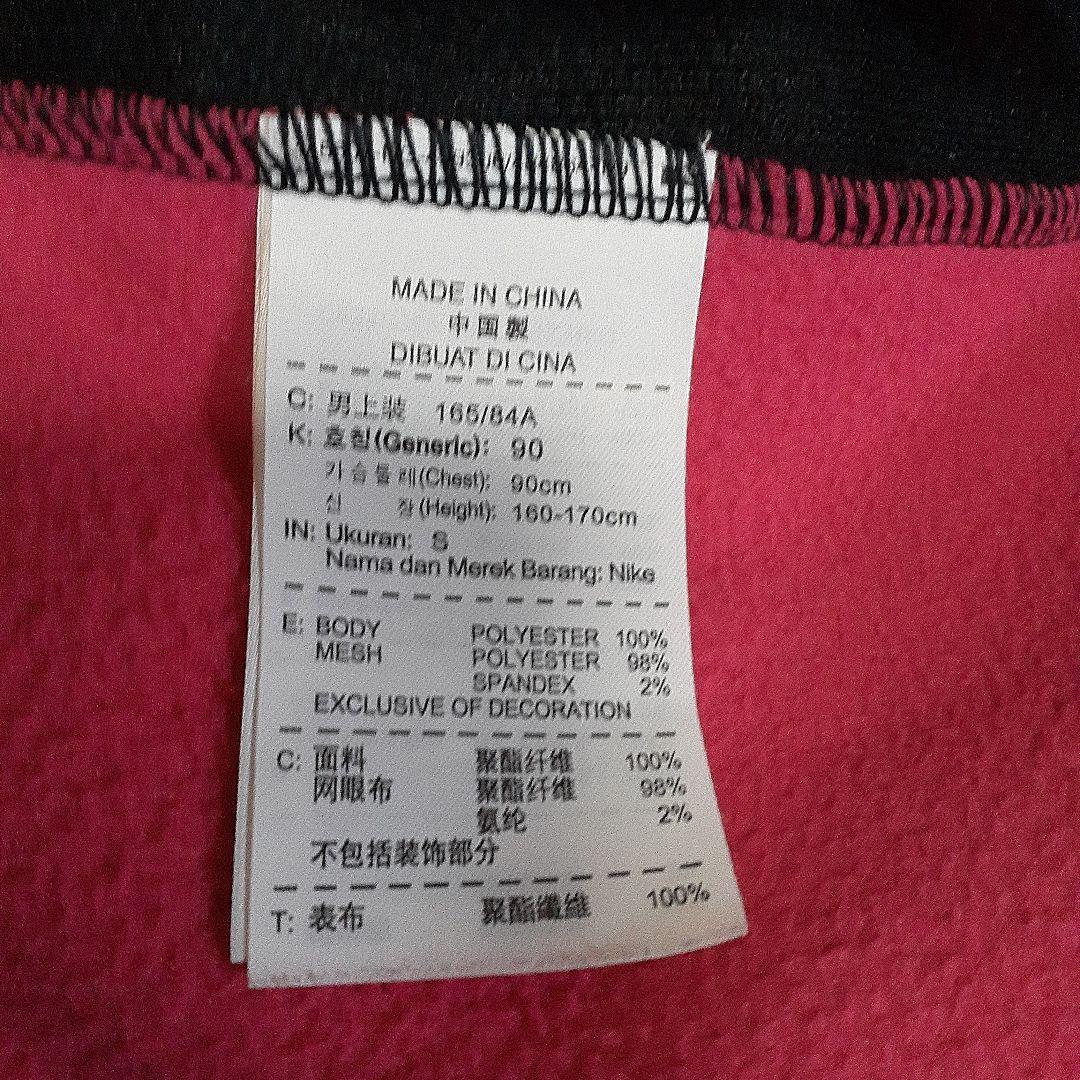 MADE IN CHINA
中国製
DIBUAT DI CINA
C: 男上装 165/84A
K: 호칭(Generic): 90
가슴둘레(Chest): 90cm
신 장(Height): 160-170cm
IN: Ukuran: S
Nama dan Merek Barang: Nike
E: BODY POLYESTER 100%
MESH POLYESTER 98%
SPANDEX 2%
EXCLUSIVE OF DECORATION
C: 面料 聚酯纤维 100%
网眼布 聚酯纤维 98%
氨纶 2%
不包括装饰部分
T: 表布 聚酯纖維 100%